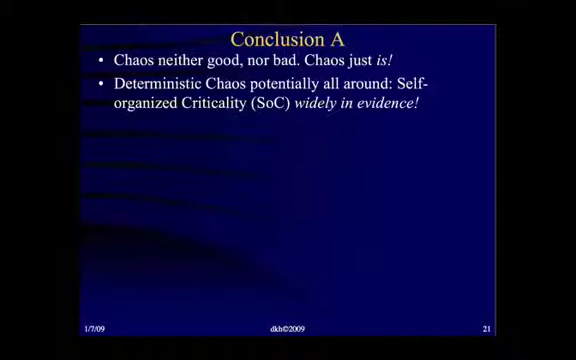 Conclusion A
• Chaos neither good, nor bad. Chaos just is!
• Deterministic Chaos potentially all around: Self-
organized Criticality (SoC) widely in evidence!
1/7/09
dkh©2009
21